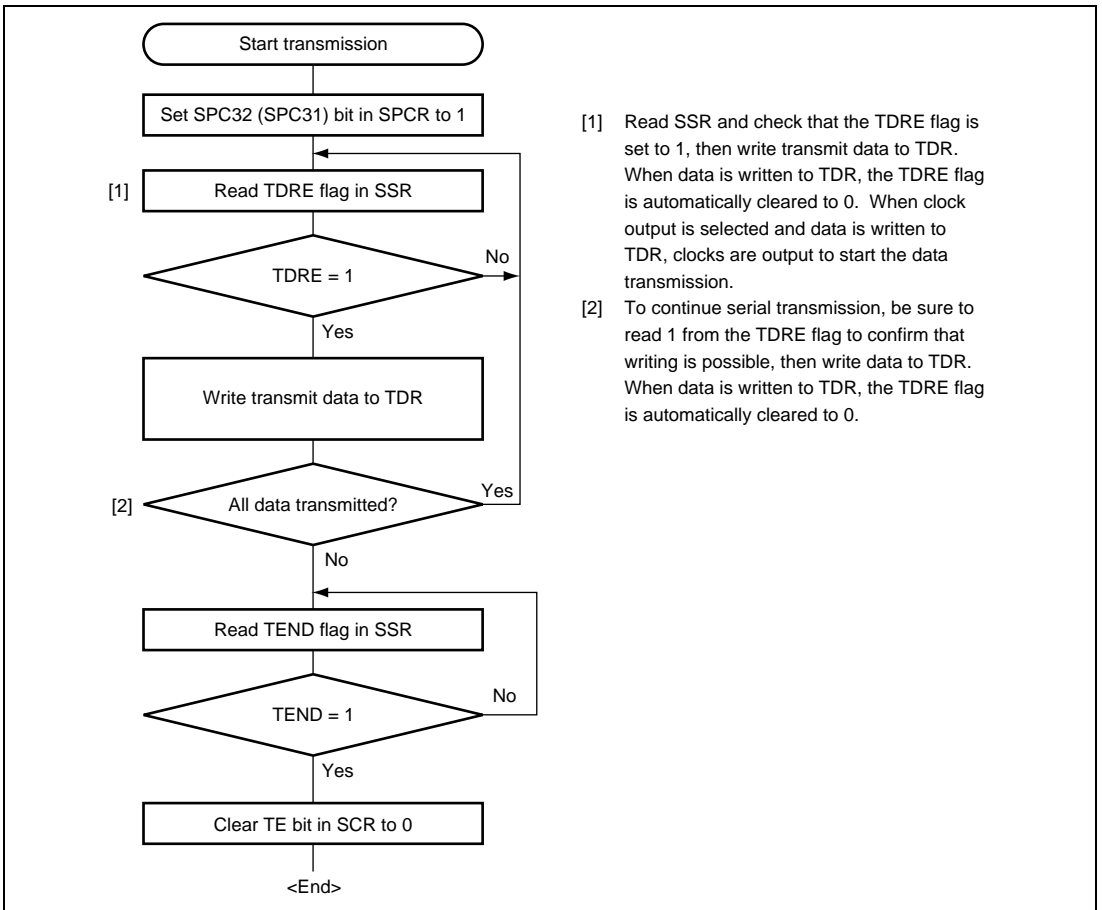 Start transmission
Set SPC32 (SPC31) bit in SPCR to 1
[1]
Read TDRE flag in SSR
TDRE = 1
No
Yes
Write transmit data to TDR
[2]
All data transmitted?
Yes
No
Read TEND flag in SSR
TEND = 1
No
Yes
Clear TE bit in SCR to 0
<End>
[1] Read SSR and check that the TDRE flag is
set to 1, then write transmit data to TDR.
When data is written to TDR, the TDRE flag
is automatically cleared to 0. When clock
output is selected and data is written to
TDR, clocks are output to start the data
transmission.
[2] To continue serial transmission, be sure to
read 1 from the TDRE flag to confirm that
writing is possible, then write data to TDR.
When data is written to TDR, the TDRE flag
is automatically cleared to 0.